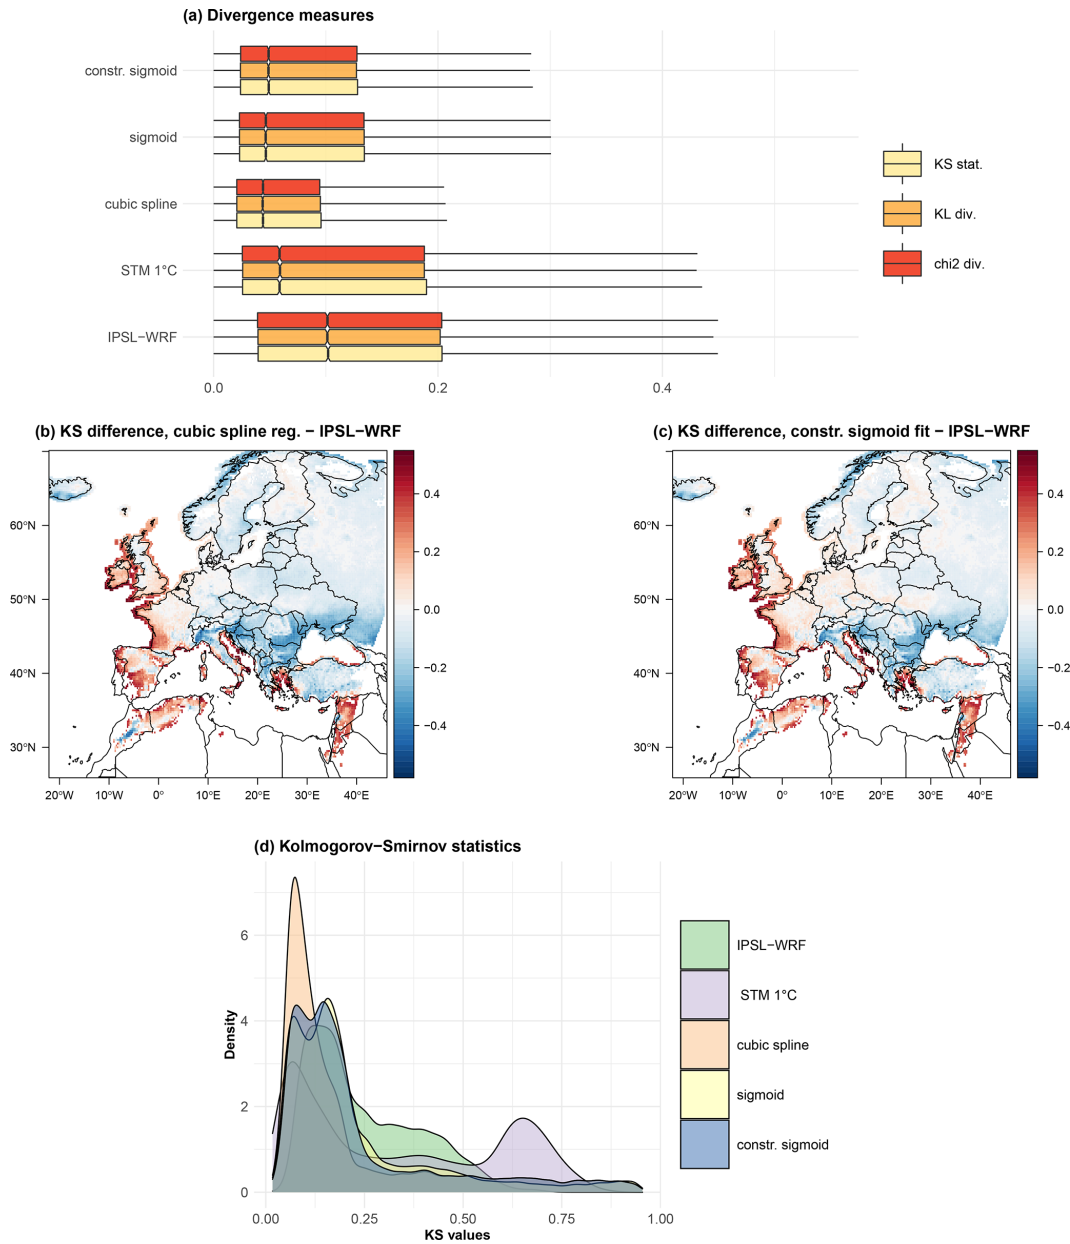 (a) Divergence measures
constr. sigmoid
sigmoid
cubic spline
STM 1°C
IPSL−WRF
0.0 0.2 0.4
KS stat.
KL div.
chi2 div.
(b) KS difference, cubic spline reg. − IPSL−WRF
60°N
50°N
40°N
30°N
20°W 10°W 0° 10°E 20°E 30°E 40°E
0.4
0.2
0.0
−0.2
−0.4
(c) KS difference, constr. sigmoid fit − IPSL−WRF
60°N
50°N
40°N
30°N
20°W 10°W 0° 10°E 20°E 30°E 40°E
0.4
0.2
0.0
−0.2
−0.4
(d) Kolmogorov−Smirnov statistics
Density
6
4
2
0
0.00 0.25 0.50 0.75 1.00
KS values
IPSL−WRF
STM 1°C
cubic spline
sigmoid
constr. sigmoid